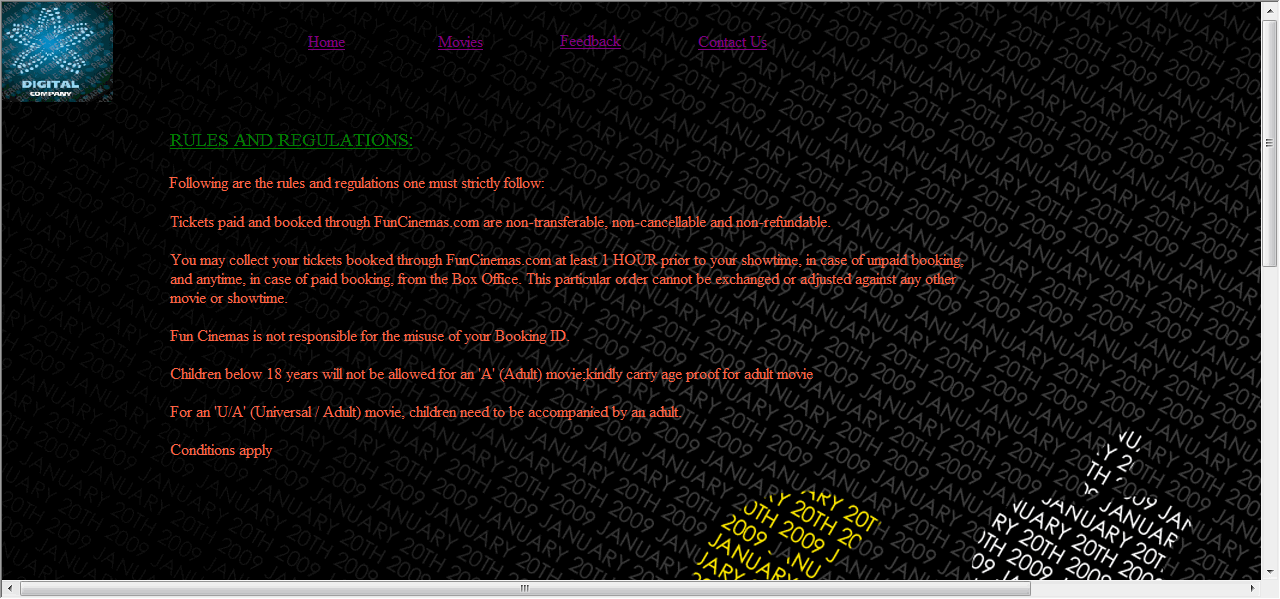 DIGITAL
COMPANY
Home Movies Feedback Contact Us
RULES AND REGULATIONS:
Following are the rules and regulations one must strictly follow:
Tickets paid and booked through FunCinemas.com are non-transferable, non-cancellable and non-refundable.
You may collect your tickets booked through FunCinemas.com at least 1 HOUR prior to your showtime, in case of unpaid booking,
and anytime, in case of paid booking, from the Box Office. This particular order cannot be exchanged or adjusted against any other
movie or showtime.
Fun Cinemas is not responsible for the misuse of your Booking ID.
Children below 18 years will not be allowed for an 'A' (Adult) movie;kindly carry age proof for adult movie
For an 'U/A' (Universal / Adult) movie, children need to be accompanied by an adult.
Conditions apply
JANUARY 20TH 2009